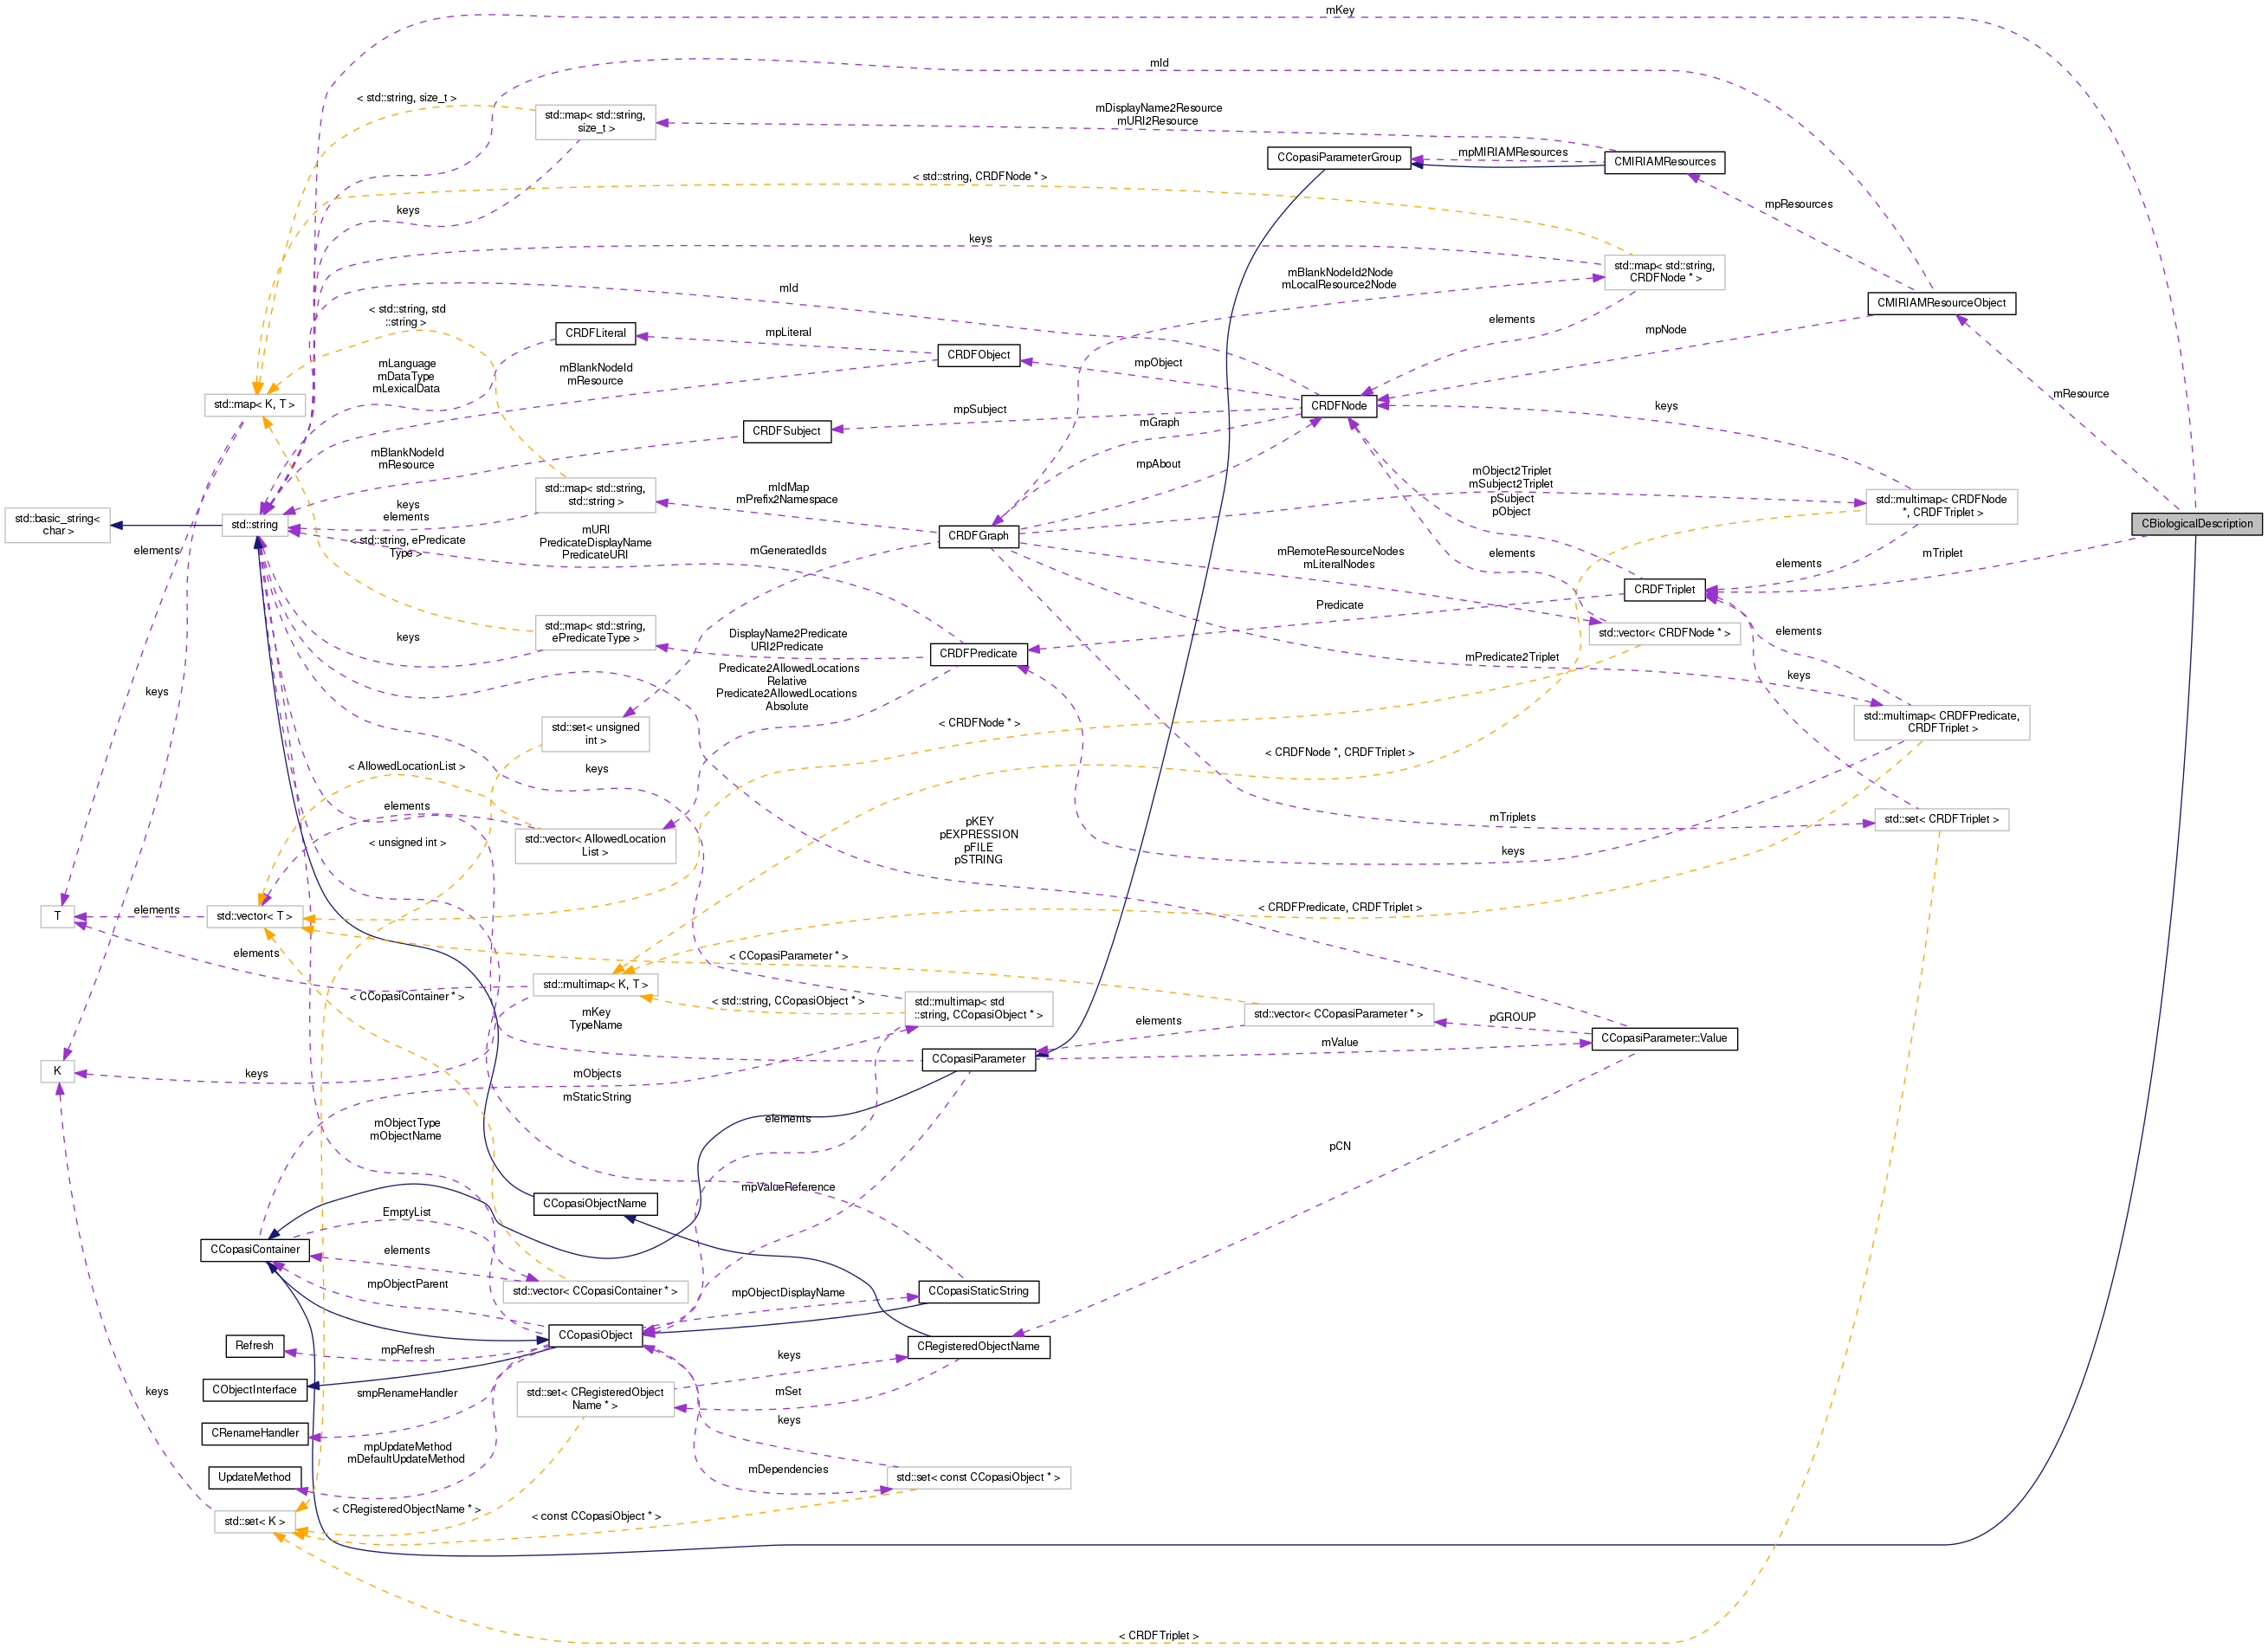 mKey
mId
< std::string, size_t >
std::map< std::string,
size_t >
mDisplayName2Resource
mURI2Resource
CCopasiParameterGroup
mpMIRIAMResources
CMIRIAMResources
< std::string, CRDFNode * >
keys
mpResources
keys
std::map< std::string,
CRDFNode * >
mBlankNodeId2Node
mLocalResource2Node
mId
CMIRIAMResourceObject
< std::string, std
::string >
CRDFLiteral
mpLiteral
CRDFObject
elements
mpNode
mLanguage
mDataType
mLexicalData
mBlankNodeId
mResource
mpObject
mResource
std::map< K, T >
CRDFNode
keys
mpSubject
CRDFSubject
mGraph
mBlankNodeId
mResource
mpAbout
mObject2Triplet
mSubject2Triplet
std::map< std::string,
std::string >
mIdMap
mPrefix2Namespace
pSubject
pObject
std::multimap< CRDFNode
*, CRDFTriplet >
keys
elements
std::basic_string<
char >
std::string
CBiologicalDescription
CRDFGraph
mURI
PredicateDisplayName
PredicateURI
< std::string, ePredicate
Type >
elements
mGeneratedIds
mRemoteResourceNodes
mLiteralNodes
elements
mTriplet
elements
CRDFTriplet
Predicate
std::map< std::string,
ePredicateType >
keys
DisplayName2Predicate
URI2Predicate
CRDFPredicate
std::vector< CRDFNode * >
elements
mPredicate2Triplet
keys
Predicate2AllowedLocations
Relative
Predicate2AllowedLocations
Absolute
keys
std::set< unsigned
int >
< CRDFNode * >
std::multimap< CRDFPredicate,
CRDFTriplet >
< AllowedLocationList >
keys
< CRDFNode *, CRDFTriplet >
elements
std::vector< AllowedLocation
List >
< unsigned int >
pKEY
pEXPRESSION
pFILE
pSTRING
mTriplets
std::set< CRDFTriplet >
keys
T
elements
std::vector< T >
< CRDFPredicate, CRDFTriplet >
elements
< CCopasiParameter * >
std::multimap< K, T >
< CCopasiContainer * >
< std::string, CCopasiObject * >
std::multimap< std
::string, CCopasiObject * >
mKey
TypeName
std::vector< CCopasiParameter * >
pGROUP
elements
CCopasiParameter::Value
CCopasiParameter
mValue
K
keys
mObjects
mStaticString
elements
mObjectType
mObjectName
pCN
mpValueReference
CCopasiObjectName
EmptyList
CCopasiContainer
elements
mpObjectParent
std::vector< CCopasiContainer * >
mpObjectDisplayName
CCopasiStaticString
CCopasiObject
Refresh
mpRefresh
CRegisteredObjectName
keys
CObjectInterface
smpRenameHandler
std::set< CRegisteredObject
Name * >
mSet
keys
keys
CRenameHandler
mpUpdateMethod
mDefaultUpdateMethod
UpdateMethod
mDependencies
std::set< const CCopasiObject * >
< CRegisteredObjectName * >
std::set< K >
< const CCopasiObject * >
< CRDFTriplet >